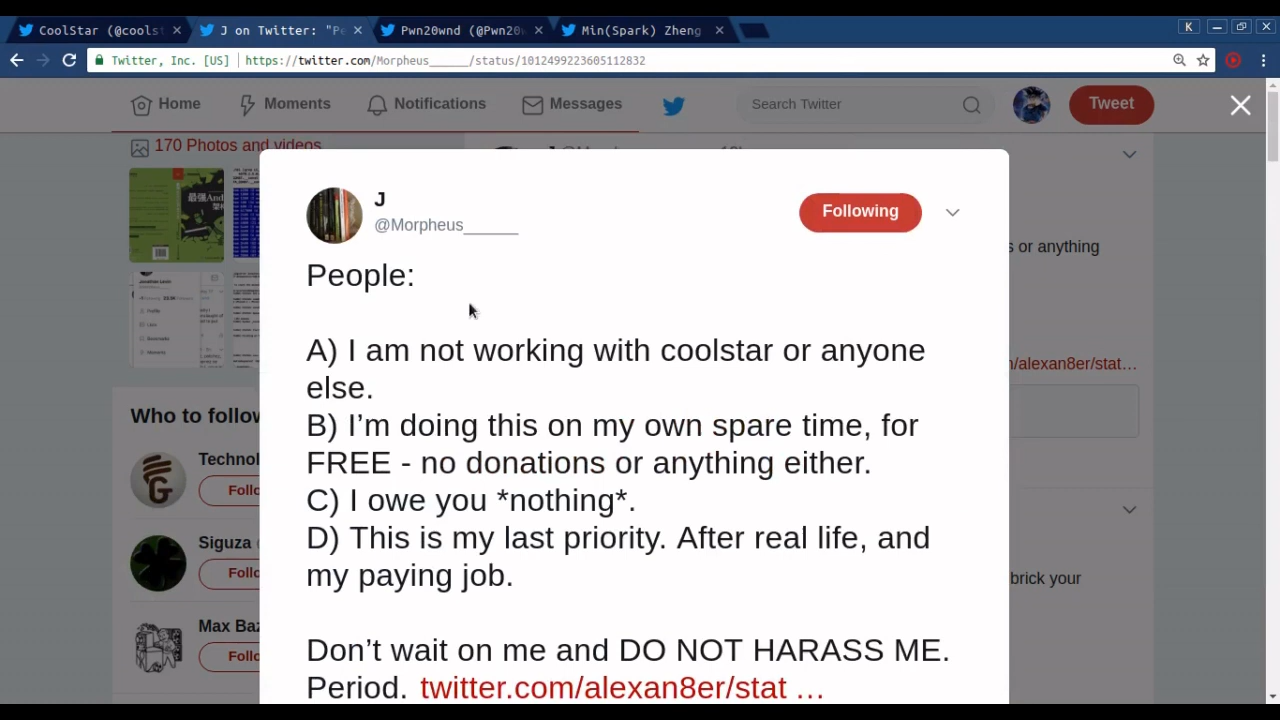 CoolStar (@coolst
J on Twitter: "Pe
Pwn20wnd (@Pwn20w
Min(Spark) Zheng
K
Twitter, Inc. [US]
https://twitter.com/Morpheus______/status/1012499223605112832
Home
Moments
Notifications
Messages
Search Twitter
Tweet
170 Photos and videos
J
@Morpheus______
Following
People:
A) I am not working with coolstar or anyone
else.
B) I’m doing this on my own spare time, for
FREE - no donations or anything either.
C) I owe you *nothing*.
D) This is my last priority. After real life, and
my paying job.
Don’t wait on me and DO NOT HARASS ME.
Period. twitter.com/alexan8er/stat …
s or anything
n/alexan8er/stat…
brick your
Who to follow
Technol
Follo
Siguza
Follo
Max Baz
Follo